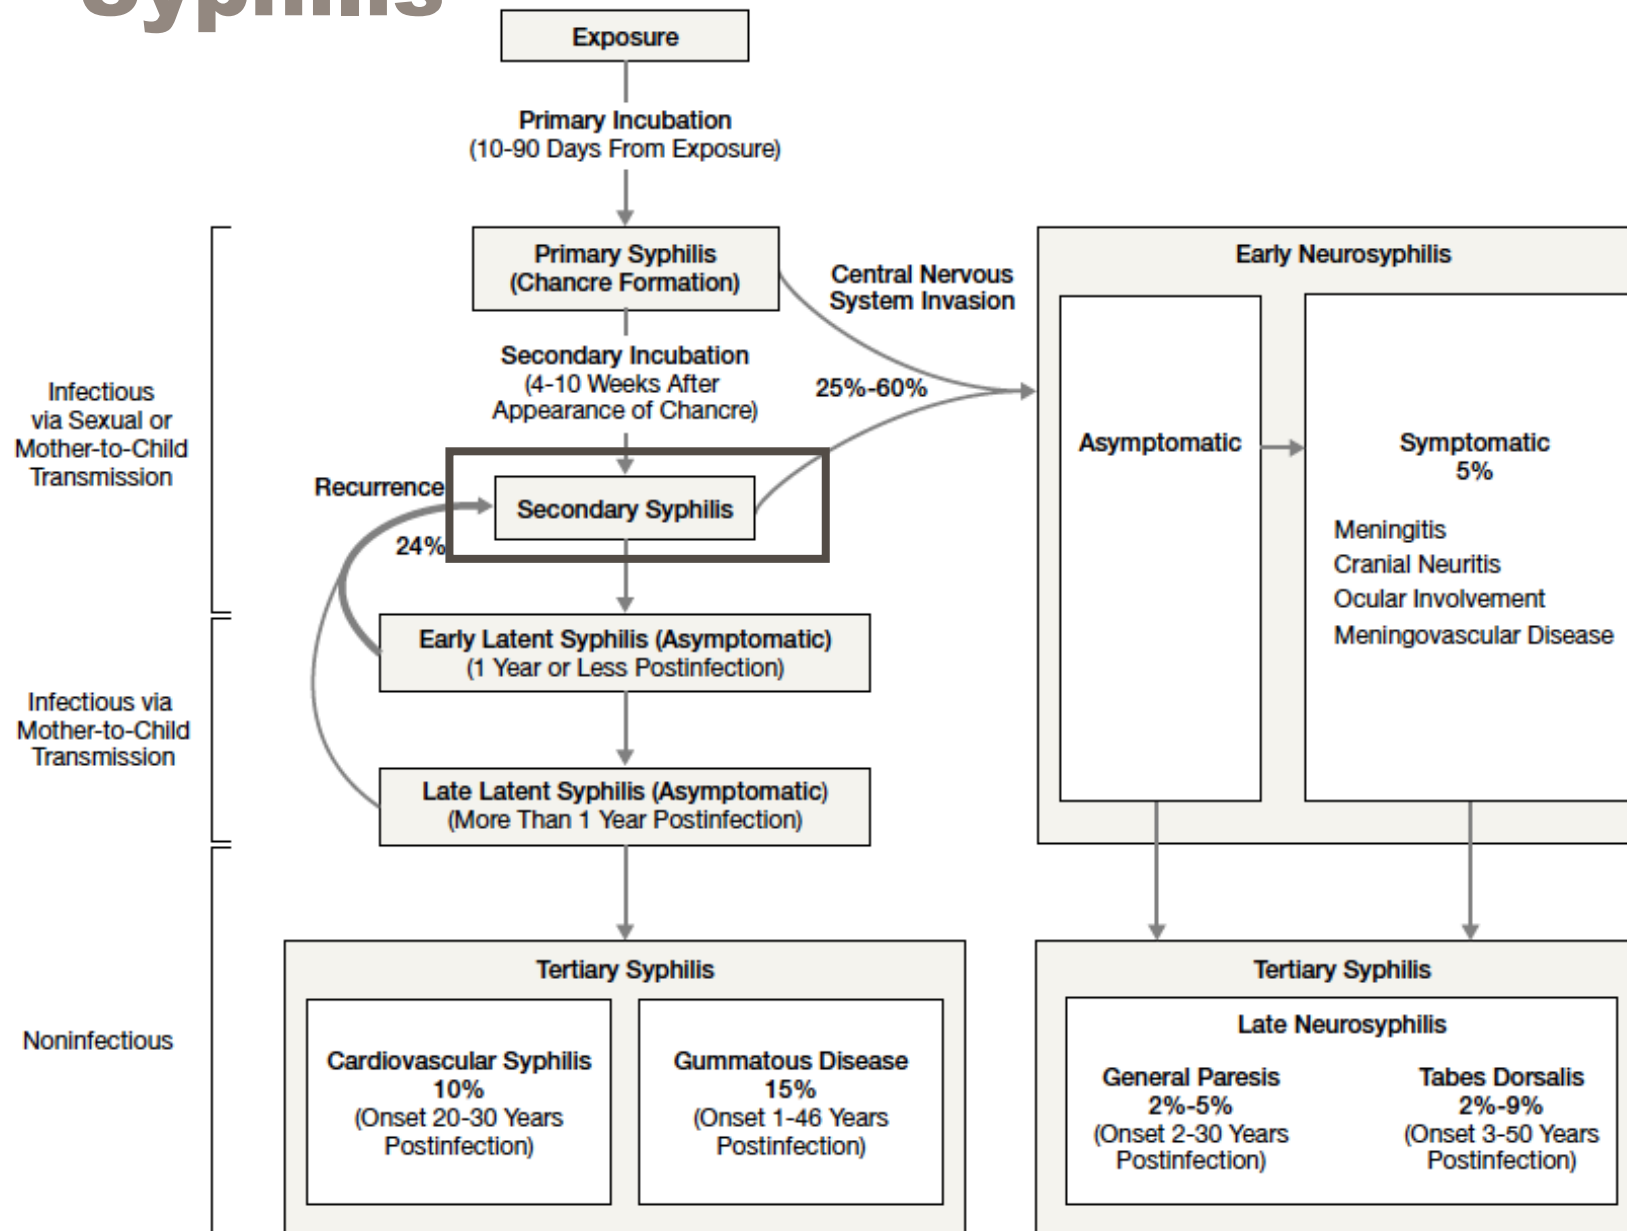 Syphilis
Exposure
Primary Incubation
(10-90 Days From Exposure)
Primary Syphilis
(Chancre Formation)
Secondary Incubation
(4-10 Weeks After
Appearance of Chancre)
Central Nervous
System Invasion
25%-60%
Recurrence
24%
Secondary Syphilis
Early Latent Syphilis (Asymptomatic)
(1 Year or Less Postinfection)
Late Latent Syphilis (Asymptomatic)
(More Than 1 Year Postinfection)
Infectious
via Sexual or
Mother-to-Child
Transmission
Infectious via
Mother-to-Child
Transmission
Noninfectious
Early Neurosyphilis
Asymptomatic
Symptomatic
5%
Meningitis
Cranial Neuritis
Ocular Involvement
Meningovascular Disease
Tertiary Syphilis
Cardiovascular Syphilis
10%
(Onset 20-30 Years
Postinfection)
Gummatous Disease
15%
(Onset 1-46 Years
Postinfection)
Tertiary Syphilis
Late Neurosyphilis
General Paresis
2%-5%
(Onset 2-30 Years
Postinfection)
Tabes Dorsalis
2%-9%
(Onset 3-50 Years
Postinfection)